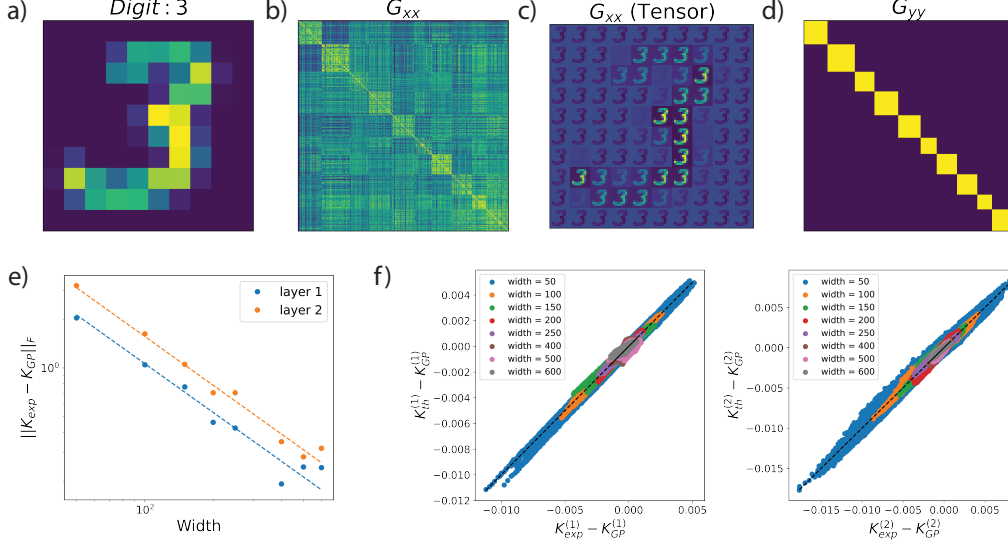 a)
Digit : 3
b)
G_xx
c)
G_xx (Tensor)
d)
G_yy
e)
||K_exp − K_GP||_F
10^0
10^2
Width
layer 1
layer 2
f)
K_th^(1) − K_GP^(1)
0.004
0.002
0.000
−0.002
−0.004
−0.006
−0.008
−0.010
−0.012
width = 50
width = 100
width = 150
width = 200
width = 250
width = 400
width = 500
width = 600
−0.010
−0.005
0.000
0.005
K_exp^(1) − K_GP^(1)
K_th^(2) − K_GP^(2)
0.005
0.000
−0.005
−0.010
−0.015
width = 50
width = 100
width = 150
width = 200
width = 250
width = 400
width = 500
width = 600
−0.015
−0.010
−0.005
0.000
0.005
K_exp^(2) − K_GP^(2)